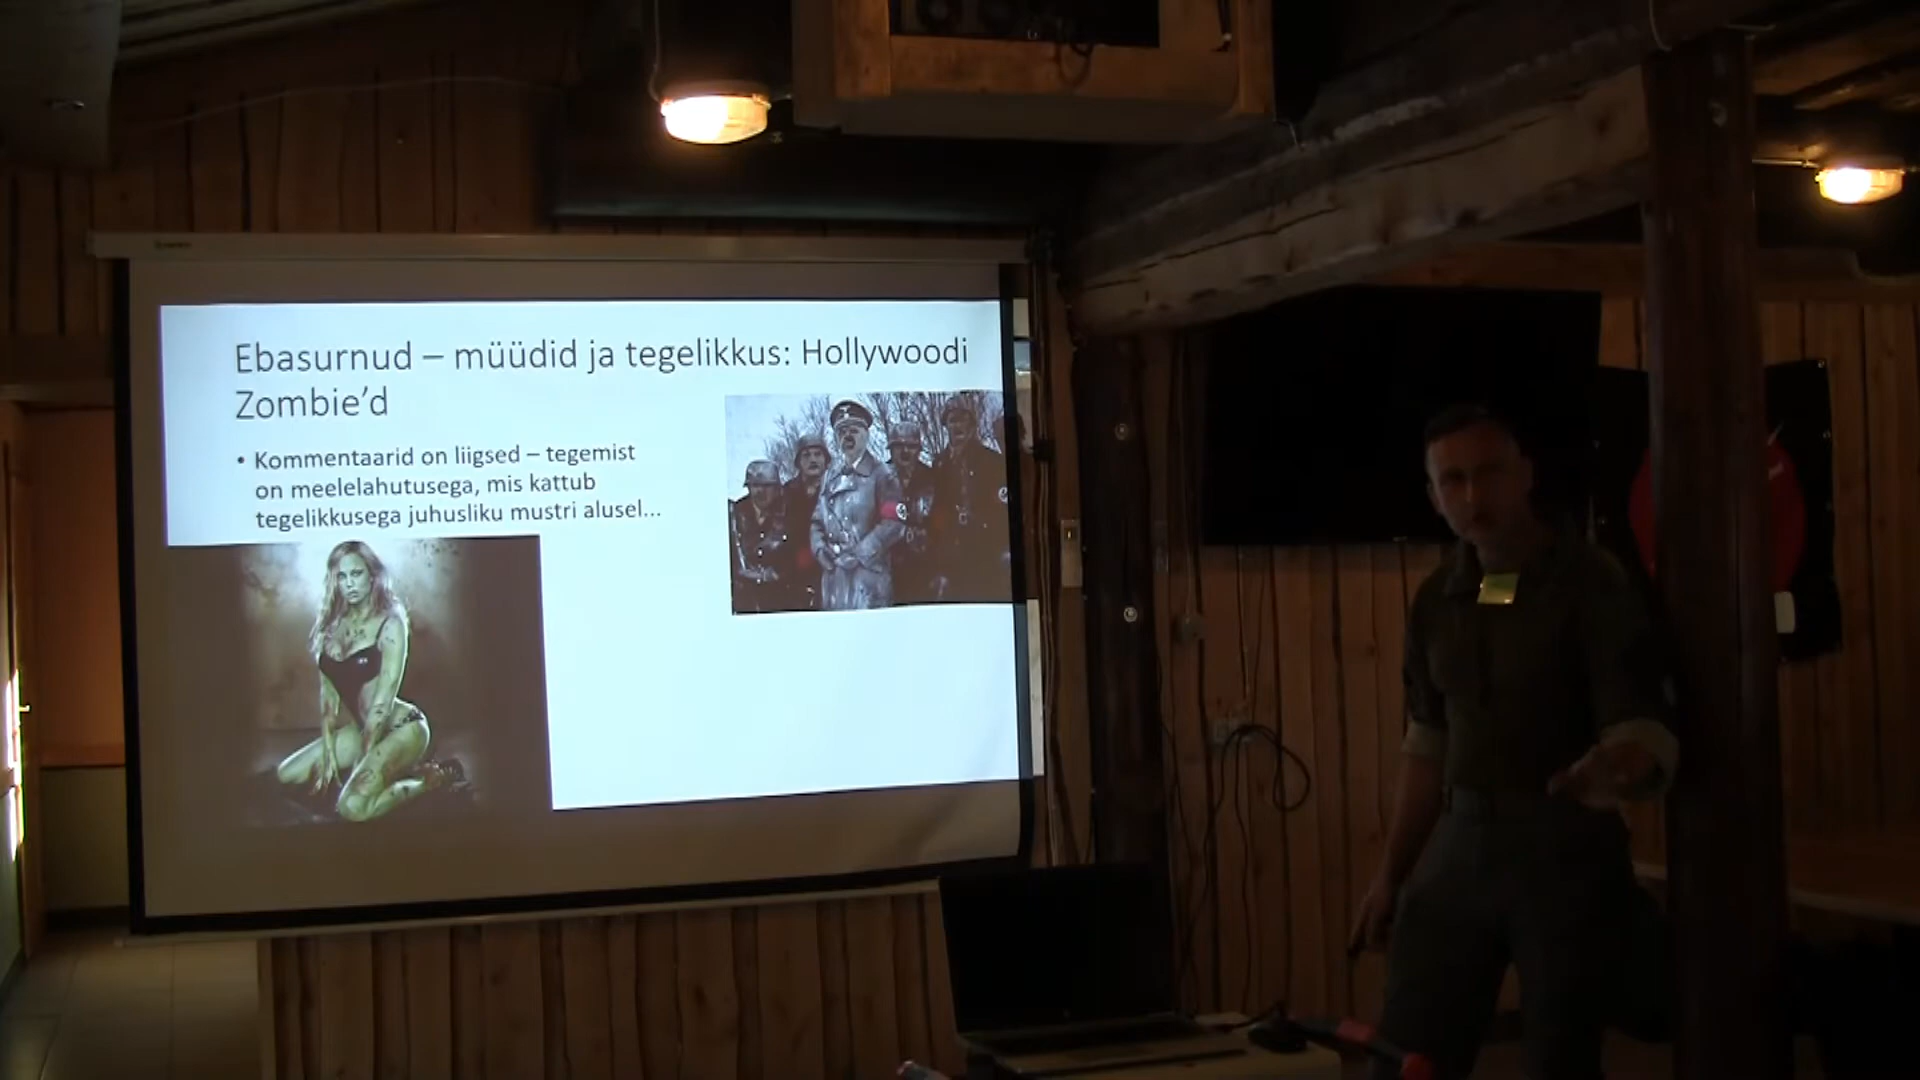 Ebasurnud – müüdid ja tegelikkus: Hollywoodi
Zombie’d
• Kommentaarid on liigsed – tegemist
on meelelahutusega, mis kattub
tegelikkusega juhusliku mustri alusel...